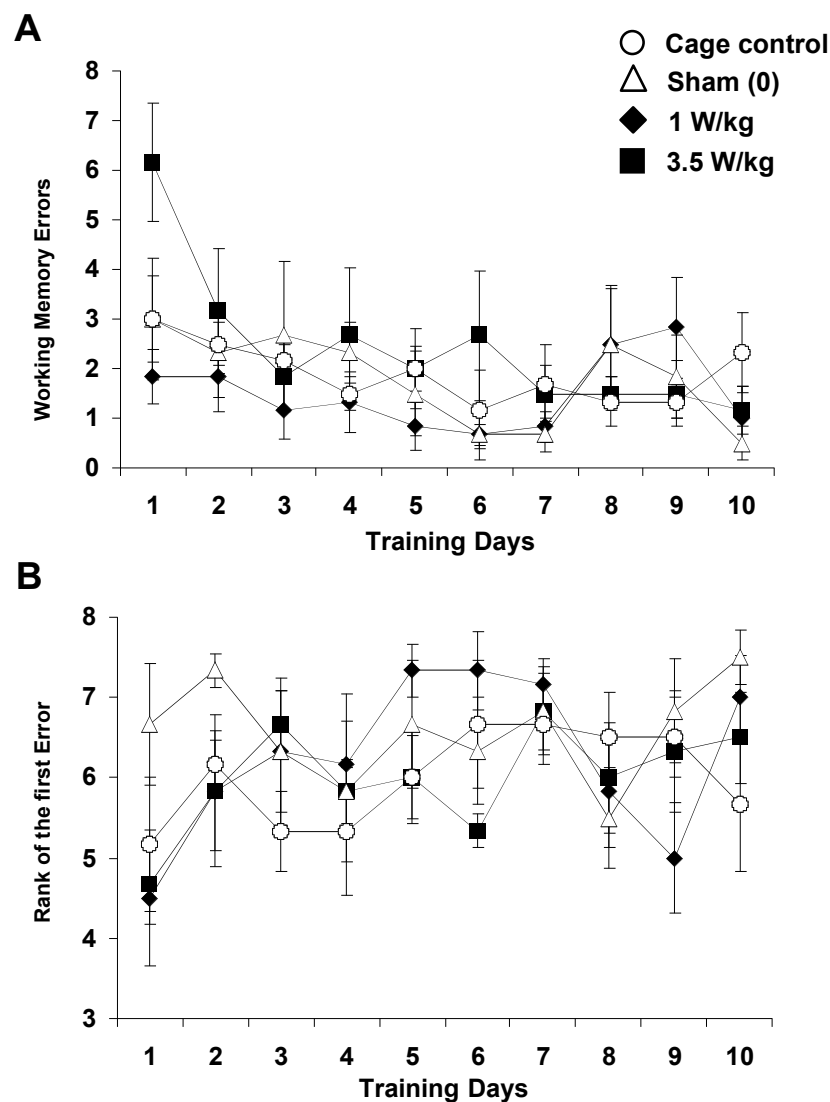 A
Cage control
Sham (0)
1 W/kg
3.5 W/kg
8
7
6
5
4
3
2
1
0
Working Memory Errors
1 2 3 4 5 6 7 8 9 10
Training Days
B
8
7
6
5
4
3
Rank of the first Error
1 2 3 4 5 6 7 8 9 10
Training Days